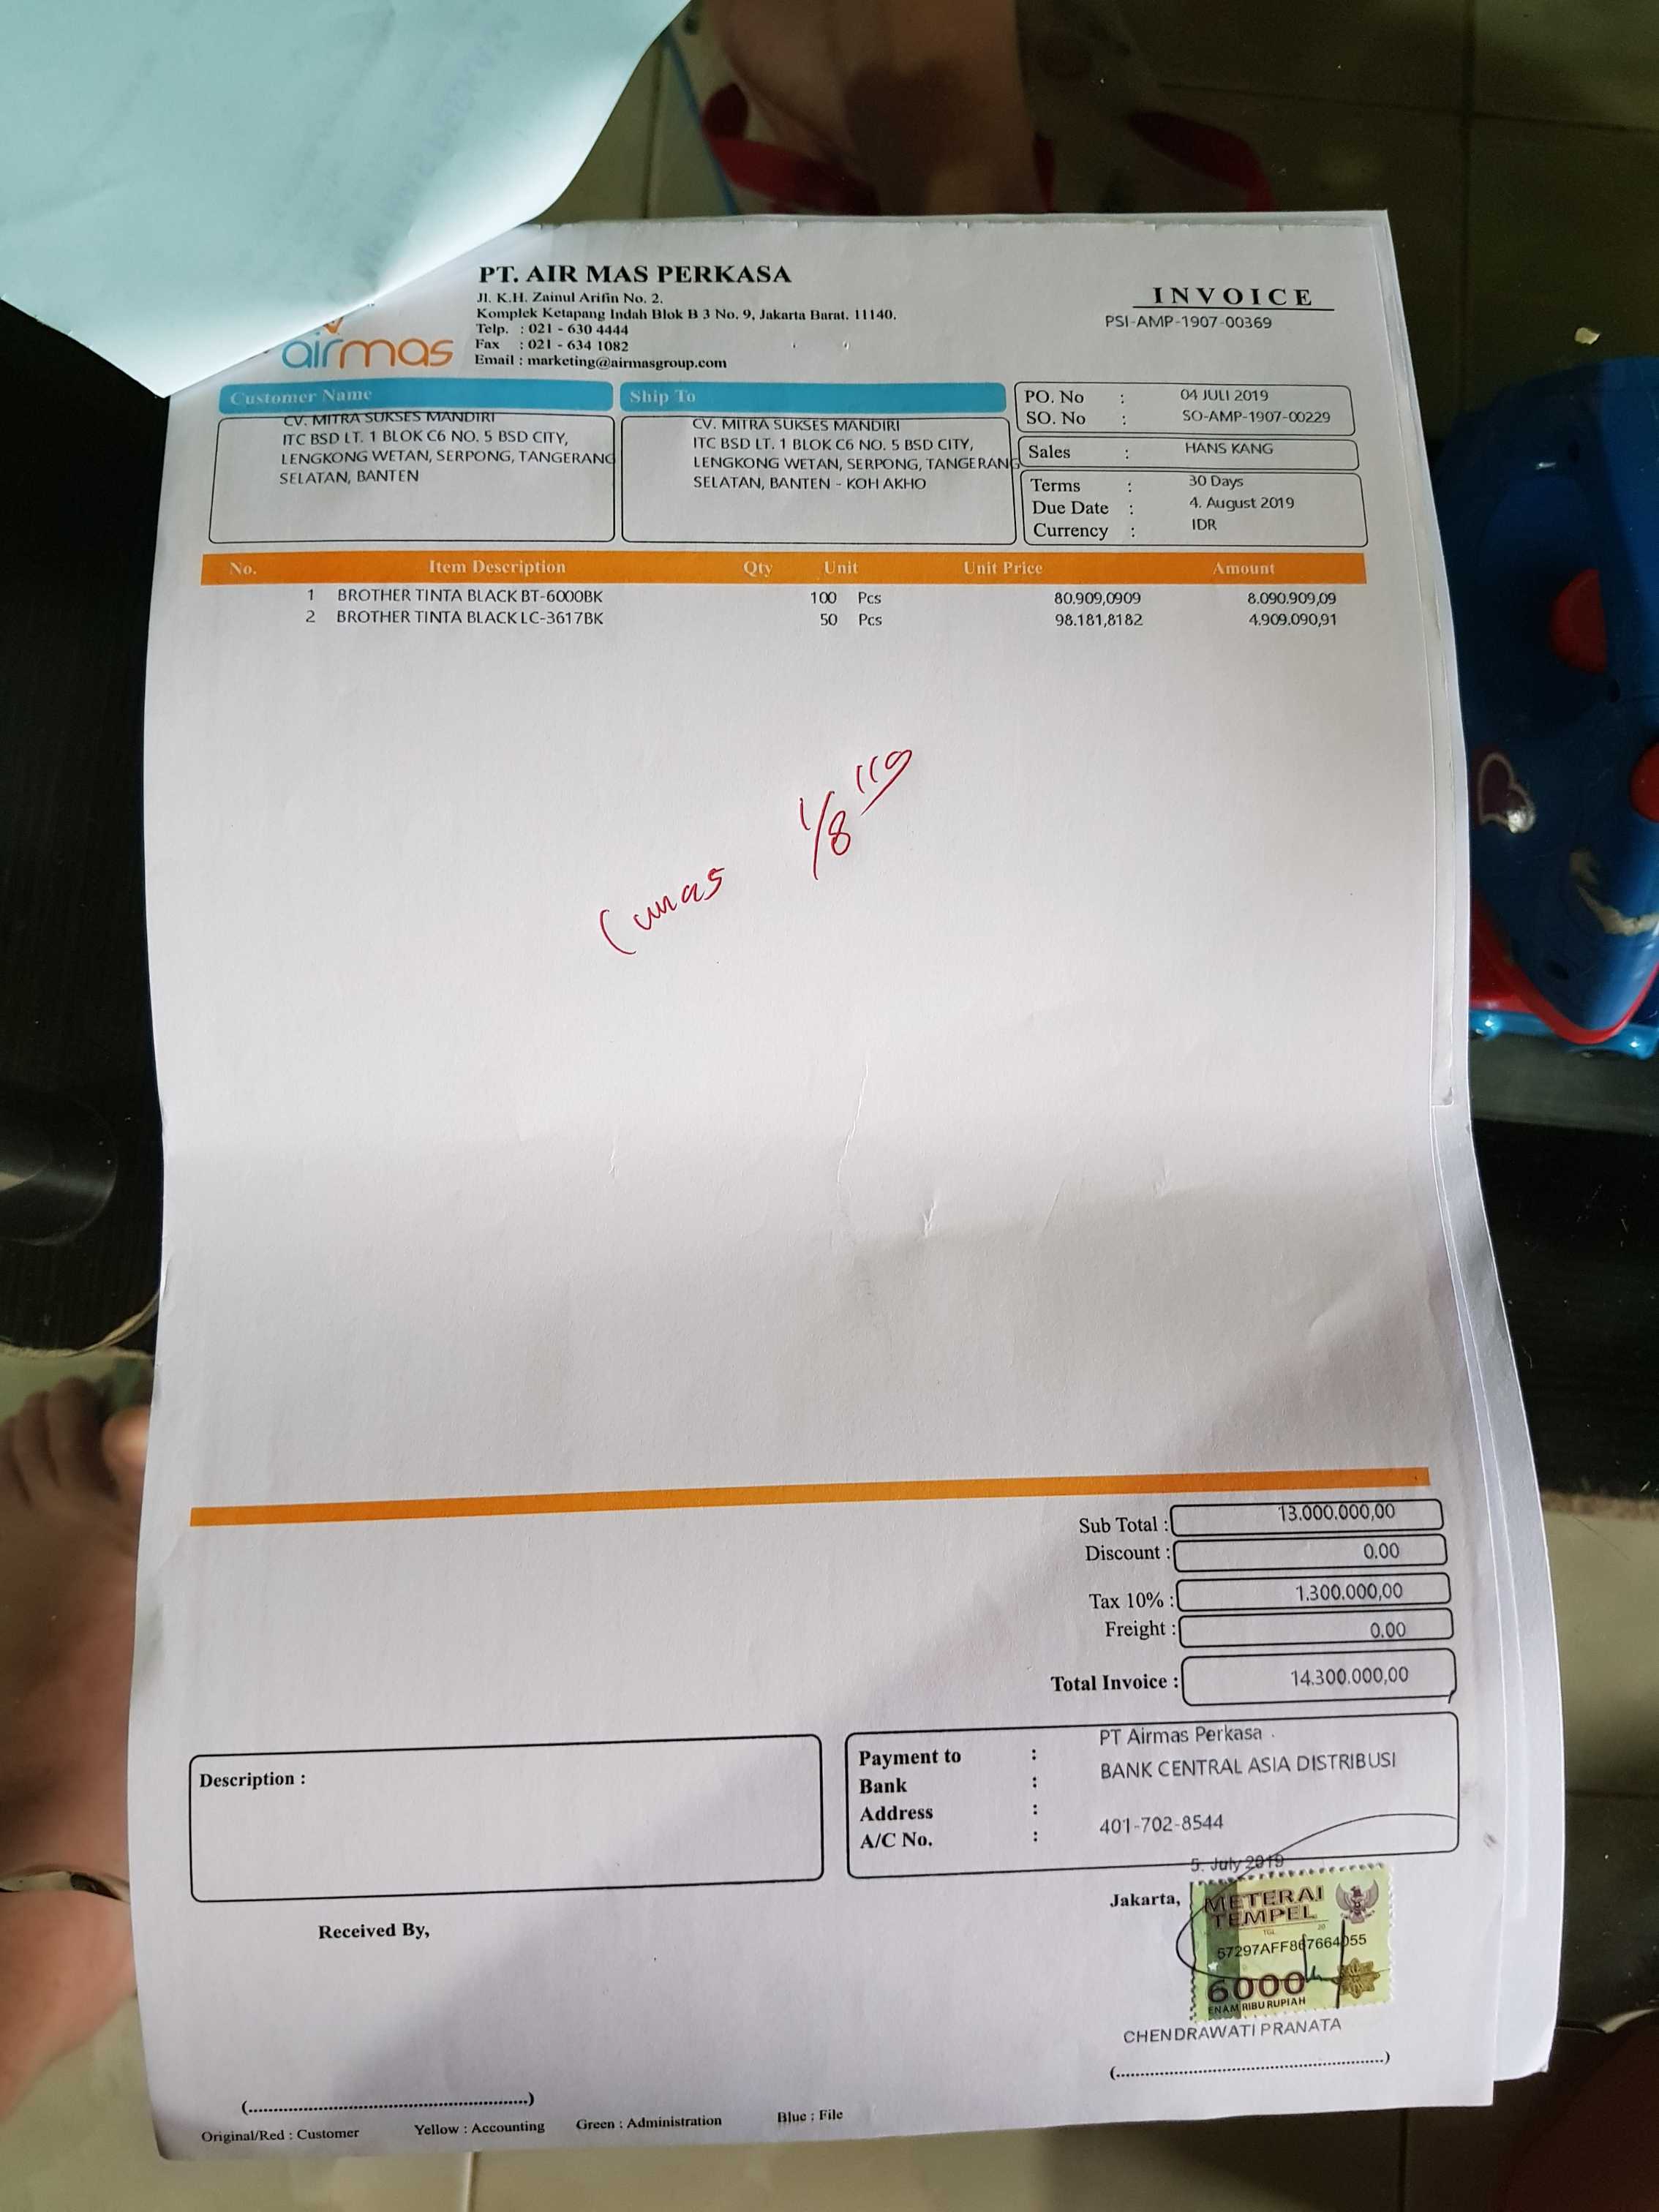 PT. AIR MAS PERKASA
Jl. K.H. Zainul Arifin No. 2.
Komplek Ketapang Indah Blok B 3 No. 9, Jakarta Barat. 11140.
Telp. : 021 - 630 4444
Fax : 021 - 634 1082
Email : marketing@airmasgroup.com
airmas
INVOICE
PSI-AMP-1907-00369
Customer Name
CV. MITRA SUKSES MANDIRI
ITC BSD LT. 1 BLOK C6 NO. 5 BSD CITY,
LENGKONG WETAN, SERPONG, TANGERANG
SELATAN, BANTEN
Ship To
CV. MITRA SUKSES MANDIRI
ITC BSD LT. 1 BLOK C6 NO. 5 BSD CITY,
LENGKONG WETAN, SERPONG, TANGERANG
SELATAN, BANTEN - KOH AKHO
PO. No : 04 JULI 2019
SO. No : SO-AMP-1907-00229
Sales : HANS KANG
Terms : 30 Days
Due Date : 4. August 2019
Currency : IDR
No. Item Description Qty Unit Unit Price Amount
1 BROTHER TINTA BLACK BT-6000BK 100 Pcs 80.909,0909 8.090.909,09
2 BROTHER TINTA BLACK LC-3617BK 50 Pcs 98.181,8182 4.909.090,91
1/8 '19
Sub Total : 13.000.000,00
Discount : 0.00
Tax 10% : 1.300.000,00
Freight : 0.00
Total Invoice : 14.300.000,00
Description :
Payment to : PT Airmas Perkasa
Bank : BANK CENTRAL ASIA DISTRIBUSI
Address :
A/C No. : 401-702-8544
5. July 2019
Jakarta,
METERAI
TEMPEL
TGL. 20
57297AFF867664055
6000
ENAM RIBU RUPIAH
CHENDRAWATI PRANATA
(......................................................)
Received By,
(......................................................)
Original/Red : Customer Yellow : Accounting Green : Administration Blue : File